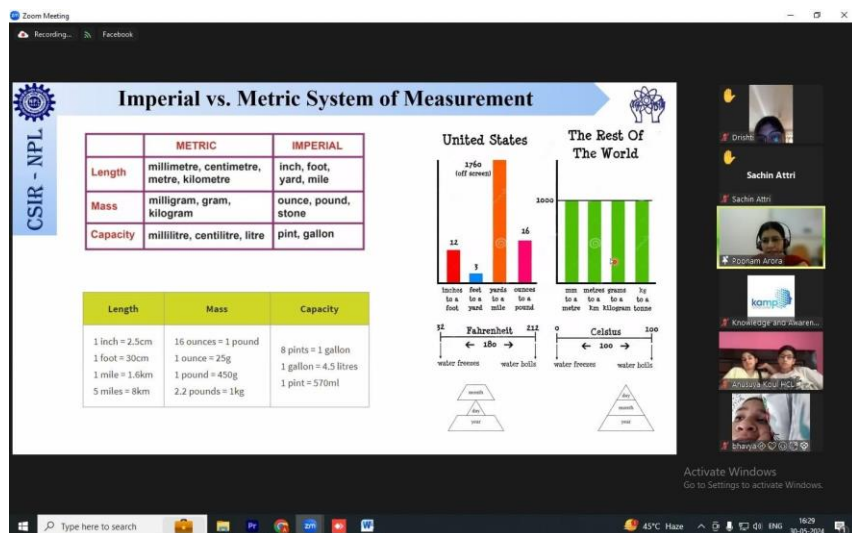 Zoom Meeting
Recording...
Facebook
Imperial vs. Metric System of Measurement
CSIR - NPL
METRIC IMPERIAL
Length millimetre, centimetre, metre, kilometre inch, foot, yard, mile
Mass milligram, gram, kilogram ounce, pound, stone
Capacity millilitre, centilitre, litre pint, gallon
Length Mass Capacity
1 inch = 2.5cm
1 foot = 30cm
1 mile = 1.6km
5 miles = 8km
16 ounces = 1 pound
1 ounce = 25g
1 pound = 450g
2.2 pounds = 1kg
8 pints = 1 gallon
1 gallon = 4.5 litres
1 pint = 570ml
United States
1760
(off screen)
12
3
16
inches to a foot
feet to a yard
yards to a mile
ounces to a pound
The Rest Of
The World
1000
mm to a metre
metres to a km
grams to a kilogram
kg to a tonne
32 Fahrenheit 212
← 180 →
water freezes water boils
0 Celsius 100
← 100 →
water freezes water boils
month
day
year
day
month
year
Drishti
Sachin Attri
Sachin Attri
Poonam Arora
kamp
Knowledge and Awaren...
Anusuya Koul HCL
bhavya
Activate Windows
Go to Settings to activate Windows.
Type here to search
Pr
zm
W
45°C Haze
ENG
16:29
30-05-2024